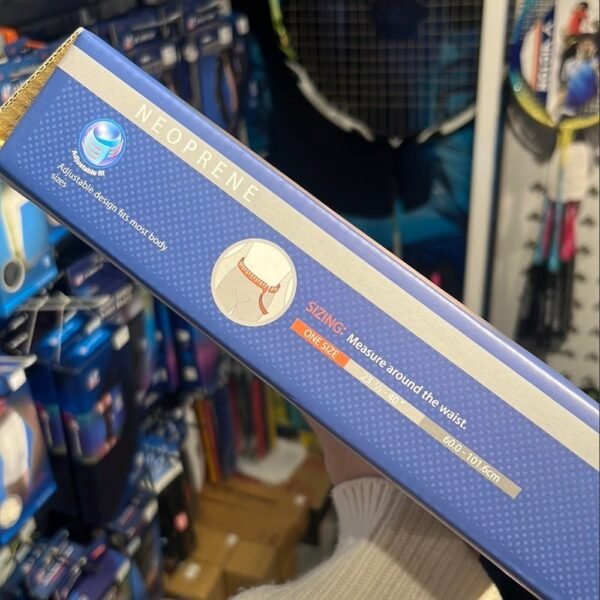 NEOPRENE
Adjustable fit
Adjustable design fits most body
sizes
SIZING: Measure around the waist.
ONE SIZE
60.0 - 101.6cm